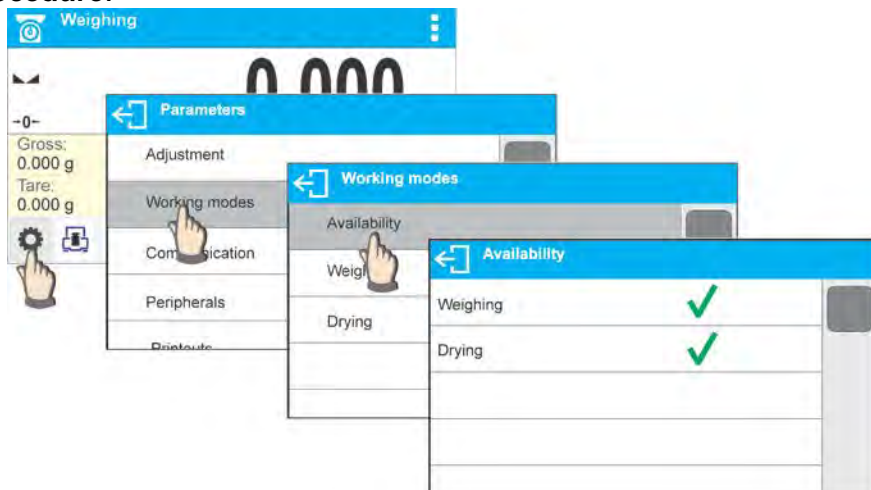 Weighing
0.000
→0←
Gross:
0.000 g
Tare:
0.000 g
Parameters
Adjustment
Working modes
Peripherals
Printouts
Working modes
Availability
Drying
Availability
Weighing
Drying